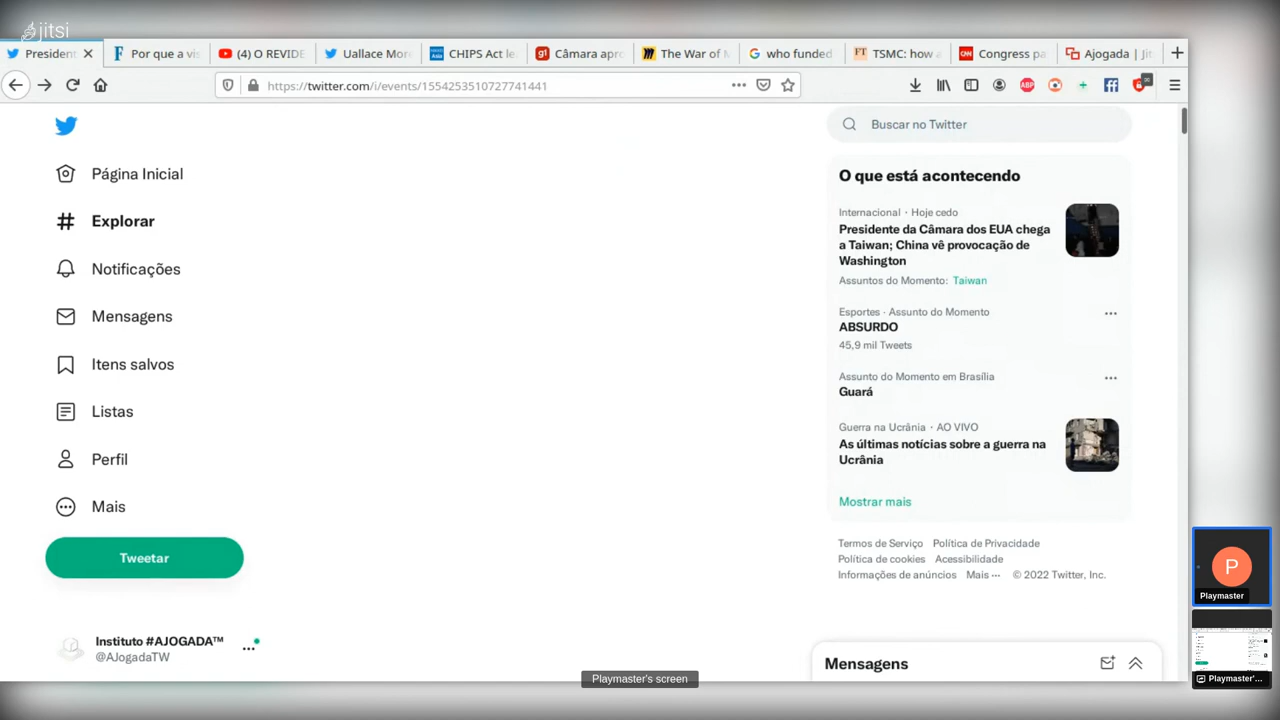 jitsi
President
Por que a vis
(4) O REVIDE
Uallace Mor
CHIPS Act le
Câmara apr
The War of M
who funded
TSMC: how a
Congress pa
Ajogada | Jit
https://twitter.com/i/events/1554253510727741441
ABP
Página Inicial
Explorar
Notificações
Mensagens
Itens salvos
Listas
Perfil
Mais
Tweetar
Instituto #AJOGADA™
@AJogadaTW
Buscar no Twitter
O que está acontecendo
Internacional · Hoje cedo
Presidente da Câmara dos EUA chega
a Taiwan; China vê provocação de
Washington
Assuntos do Momento: Taiwan
Esportes · Assunto do Momento
ABSURDO
45,9 mil Tweets
Assunto do Momento em Brasília
Guará
Guerra na Ucrânia · AO VIVO
As últimas notícias sobre a guerra na
Ucrânia
Mostrar mais
Termos de Serviço Política de Privacidade
Política de cookies Acessibilidade
Informações de anúncios Mais ··· © 2022 Twitter, Inc.
Mensagens
P
Playmaster
Playmaster'...
Playmaster's screen